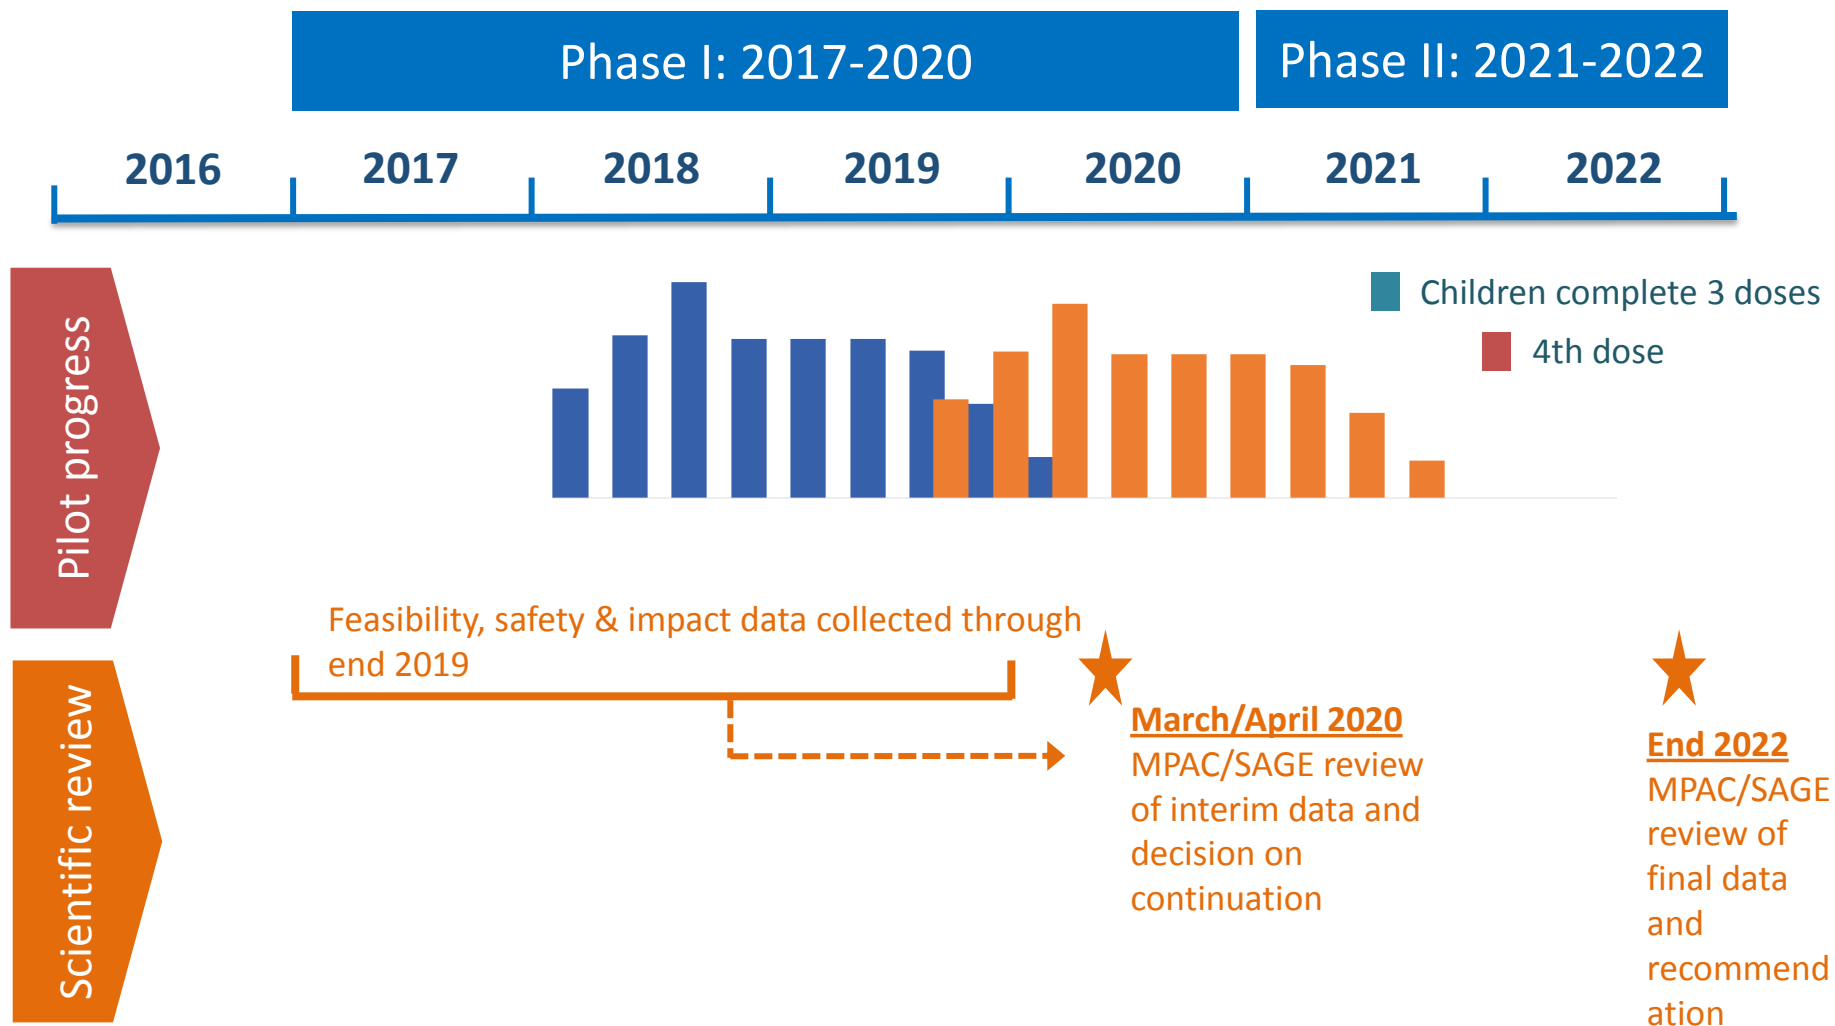 Phase I: 2017-2020
Phase II: 2021-2022
2016
2017
2018
2019
2020
2021
2022
Pilot progress
Children complete 3 doses
4th dose
Scientific review
Feasibility, safety & impact data collected through
end 2019
March/April 2020
MPAC/SAGE review
of interim data and
decision on
continuation
End 2022
MPAC/SAGE
review of
final data
and
recommend
ation